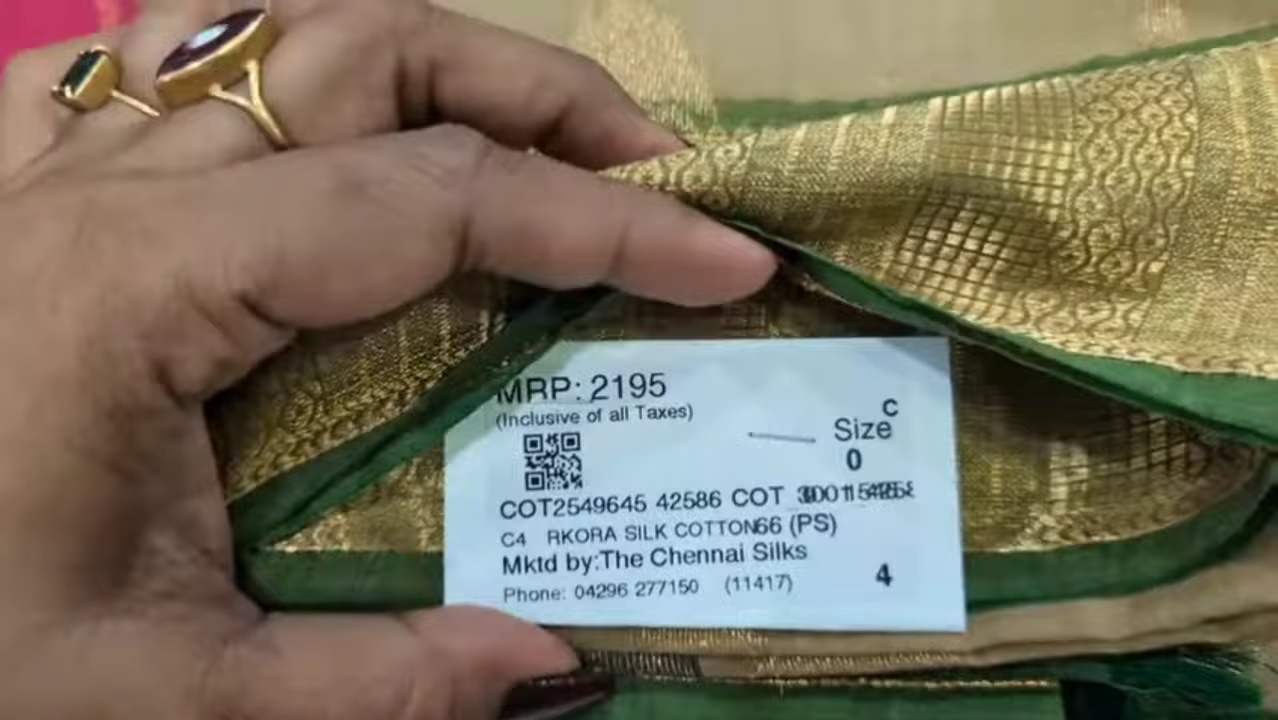 MRP: 2195
(Inclusive of all Taxes)
C
Size
0
COT2549645 42586 COT
C4 RKORA SILK COTTON66 (PS)
Mktd by:The Chennai Silks
Phone: 04296 277150 (11417)
4